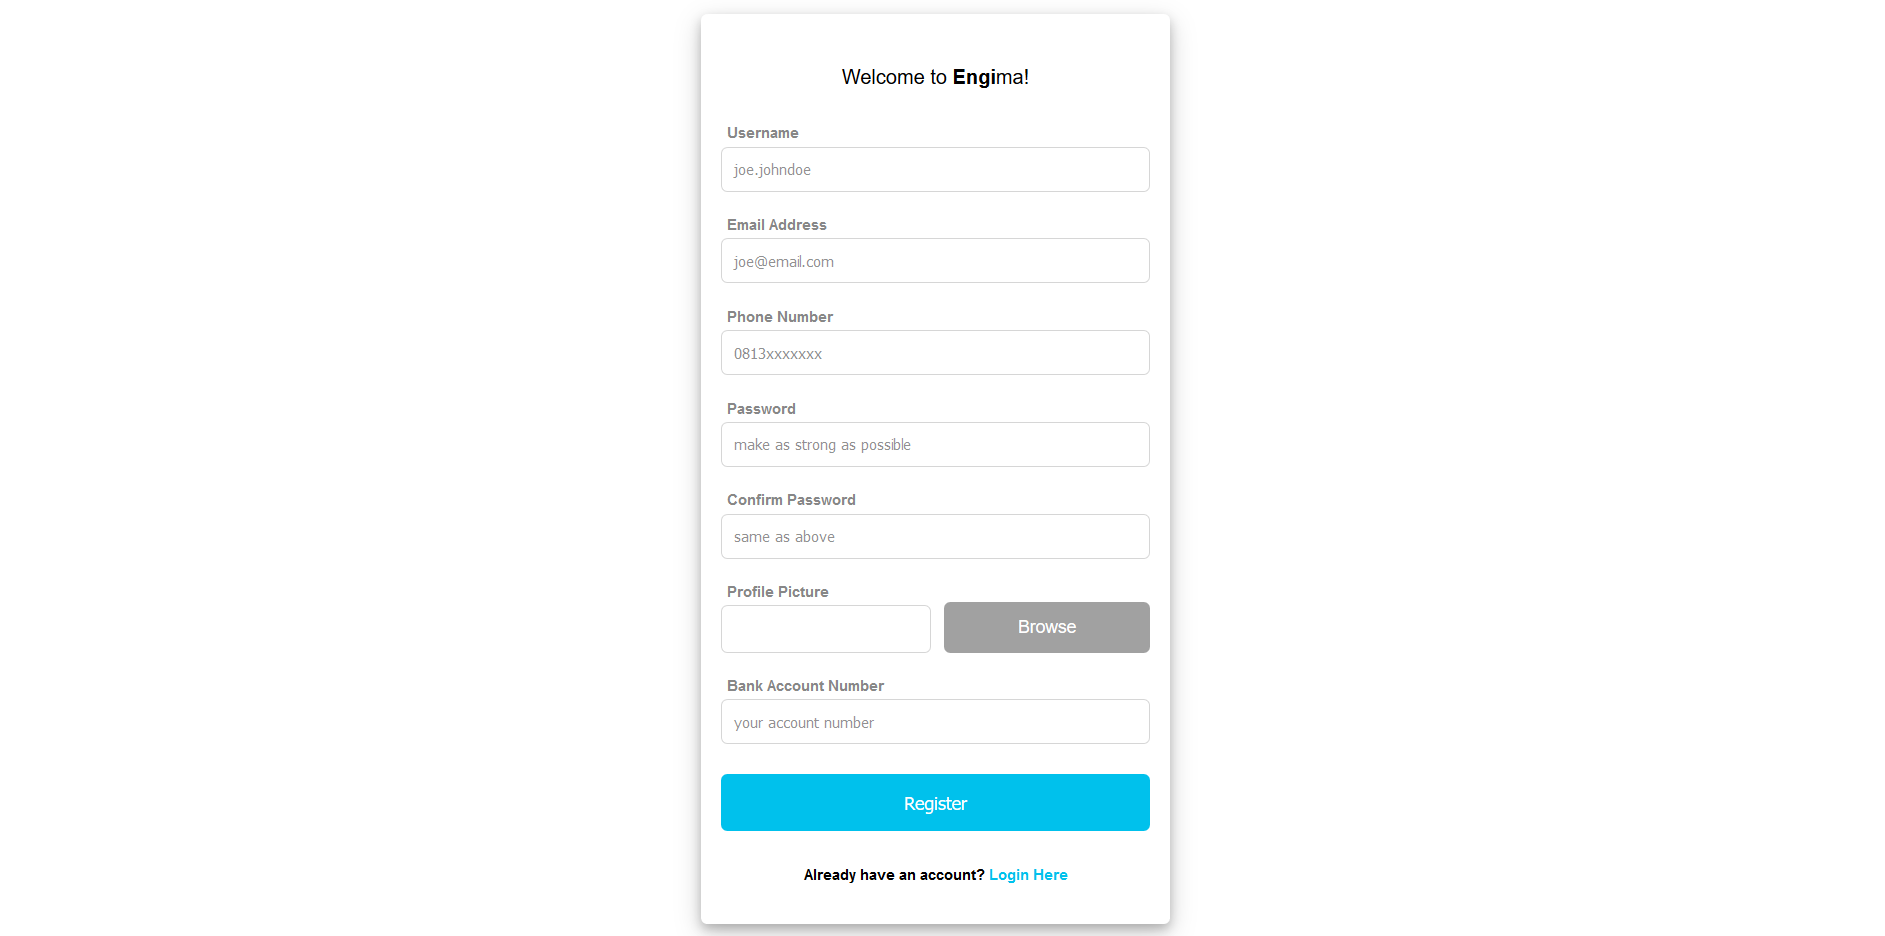 Welcome to Engima!
Username
joe.johndoe
Email Address
joe@email.com
Phone Number
0813xxxxxxx
Password
make as strong as possible
Confirm Password
same as above
Profile Picture
Browse
Bank Account Number
your account number
Register
Already have an account? Login Here